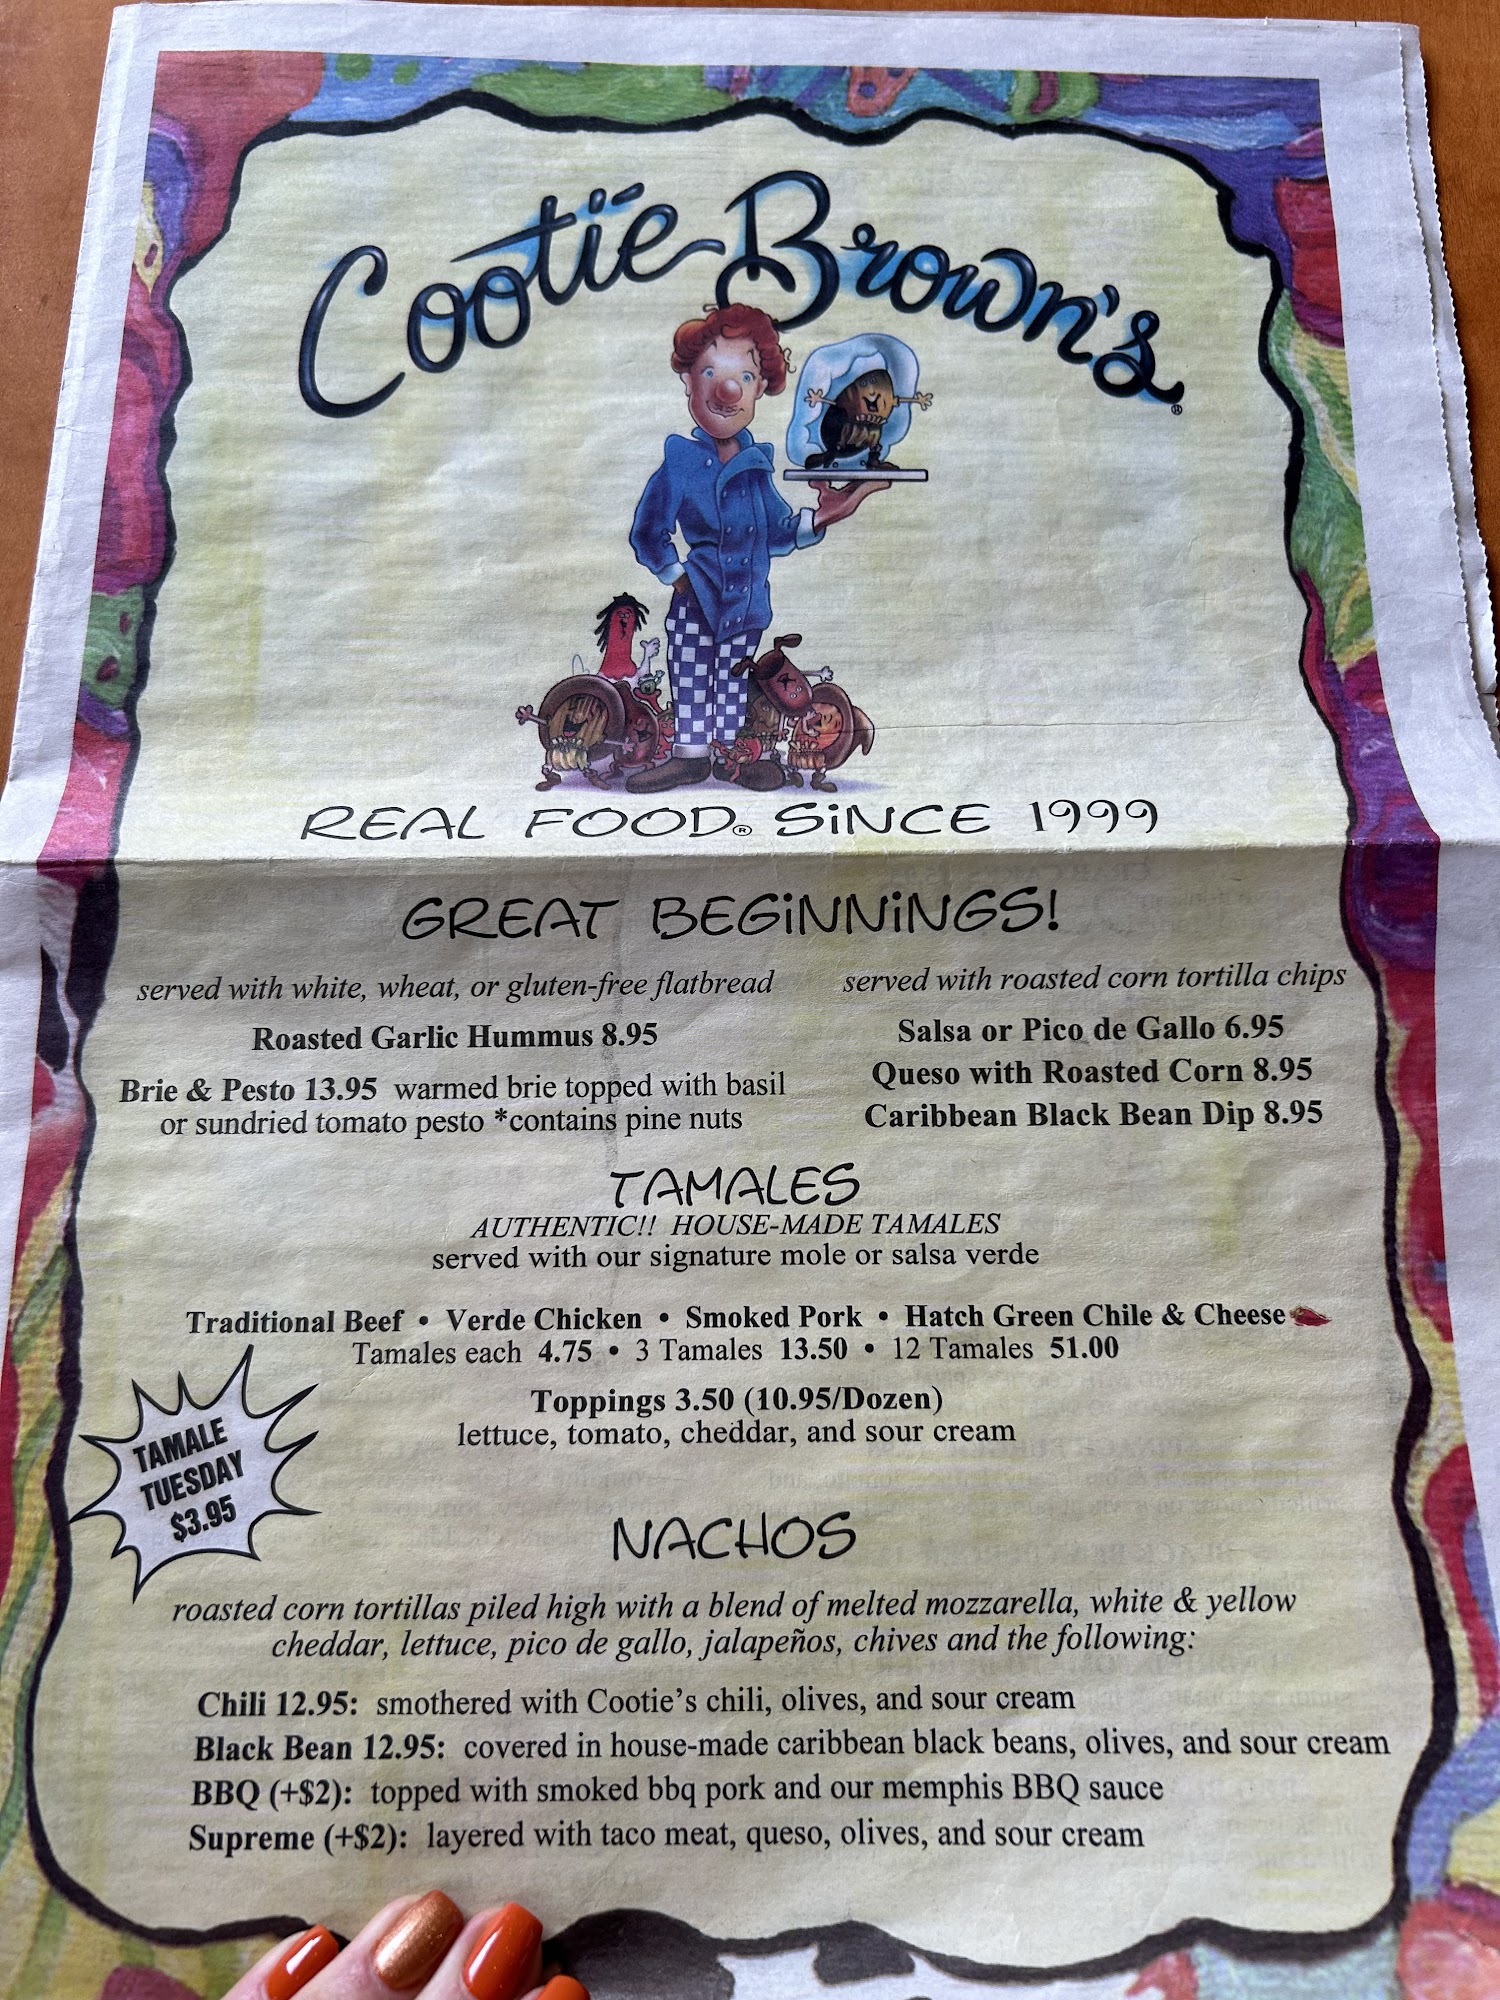 Cootie Brown's®
REAL FOOD® SINCE 1999
GREAT BEGINNINGS!
served with white, wheat, or gluten-free flatbread
Roasted Garlic Hummus 8.95
Brie & Pesto 13.95 warmed brie topped with basil
or sundried tomato pesto *contains pine nuts
served with roasted corn tortilla chips
Salsa or Pico de Gallo 6.95
Queso with Roasted Corn 8.95
Caribbean Black Bean Dip 8.95
TAMALES
AUTHENTIC!! HOUSE-MADE TAMALES
served with our signature mole or salsa verde
Traditional Beef • Verde Chicken • Smoked Pork • Hatch Green Chile & Cheese
Tamales each 4.75 • 3 Tamales 13.50 • 12 Tamales 51.00
Toppings 3.50 (10.95/Dozen)
lettuce, tomato, cheddar, and sour cream
TAMALE
TUESDAY
$3.95
NACHOS
roasted corn tortillas piled high with a blend of melted mozzarella, white & yellow
cheddar, lettuce, pico de gallo, jalapeños, chives and the following:
Chili 12.95: smothered with Cootie's chili, olives, and sour cream
Black Bean 12.95: covered in house-made caribbean black beans, olives, and sour cream
BBQ (+$2): topped with smoked bbq pork and our memphis BBQ sauce
Supreme (+$2): layered with taco meat, queso, olives, and sour cream